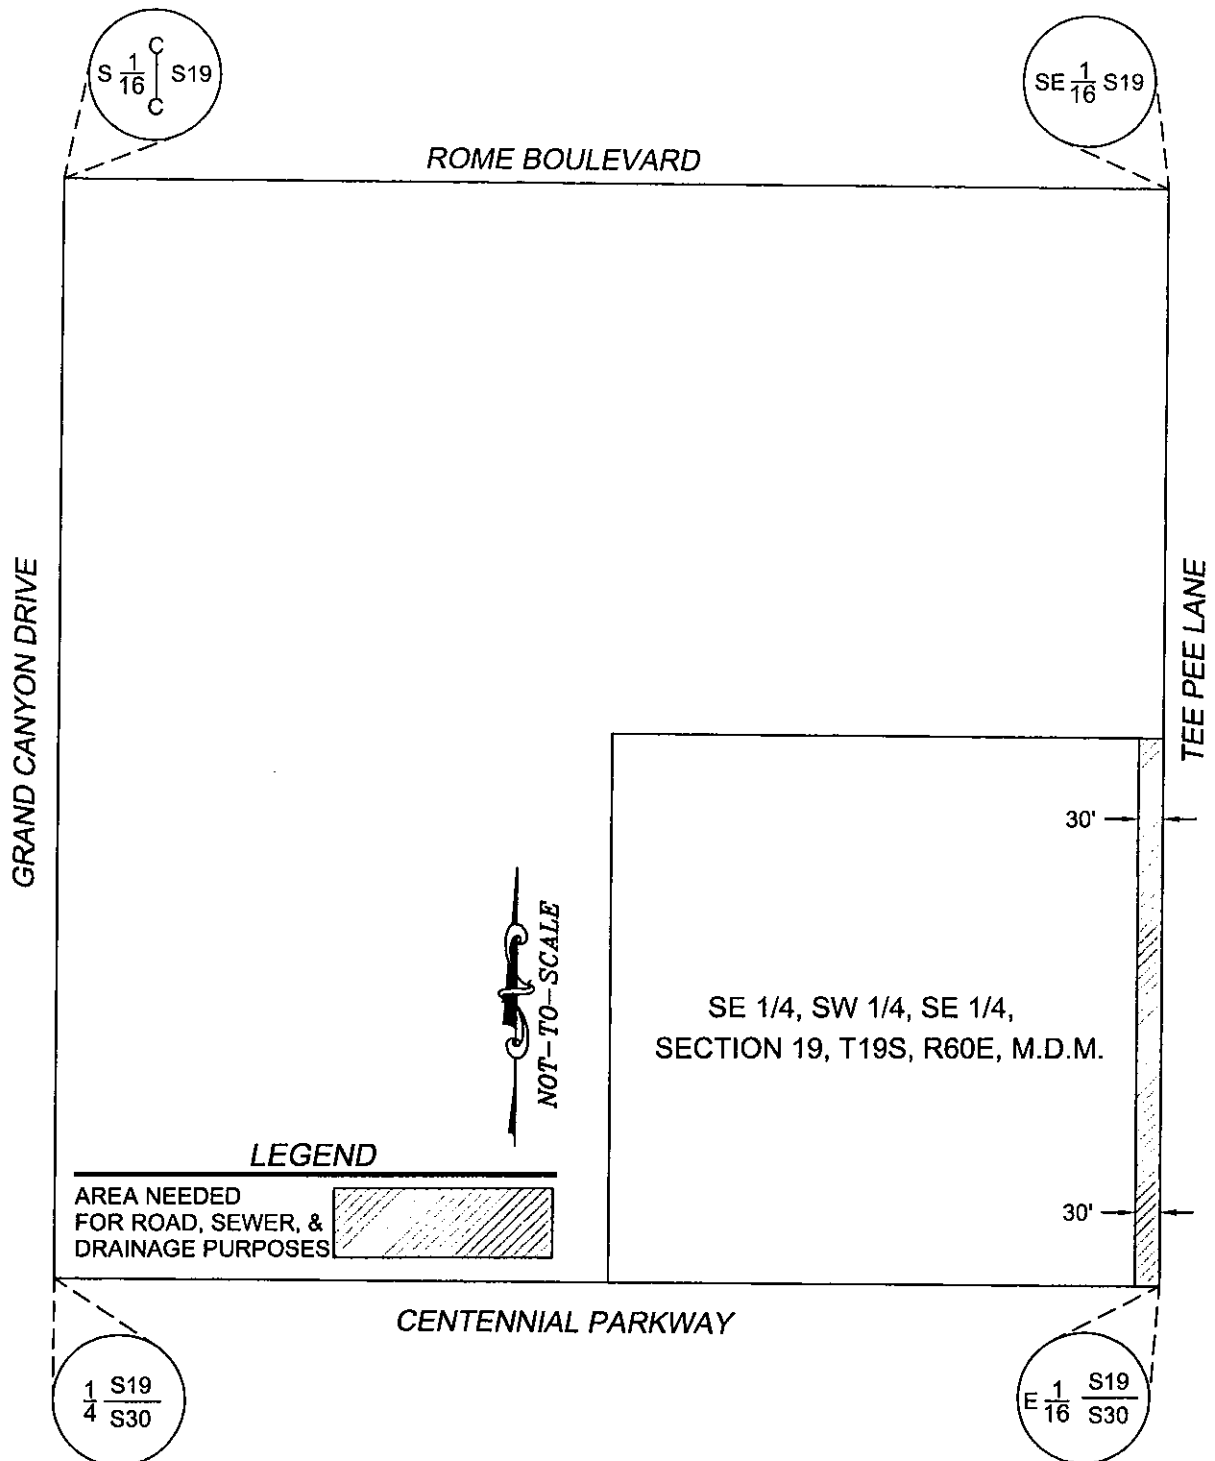 C
S 1/16 S19
C
SE 1/16 S19
ROME BOULEVARD
GRAND CANYON DRIVE
TEE PEE LANE
30'
NOT-TO-SCALE
SE 1/4, SW 1/4, SE 1/4,
SECTION 19, T19S, R60E, M.D.M.
LEGEND
AREA NEEDED
FOR ROAD, SEWER, &
DRAINAGE PURPOSES
30'
CENTENNIAL PARKWAY
1/4 S19/S30
E 1/16 S19/S30